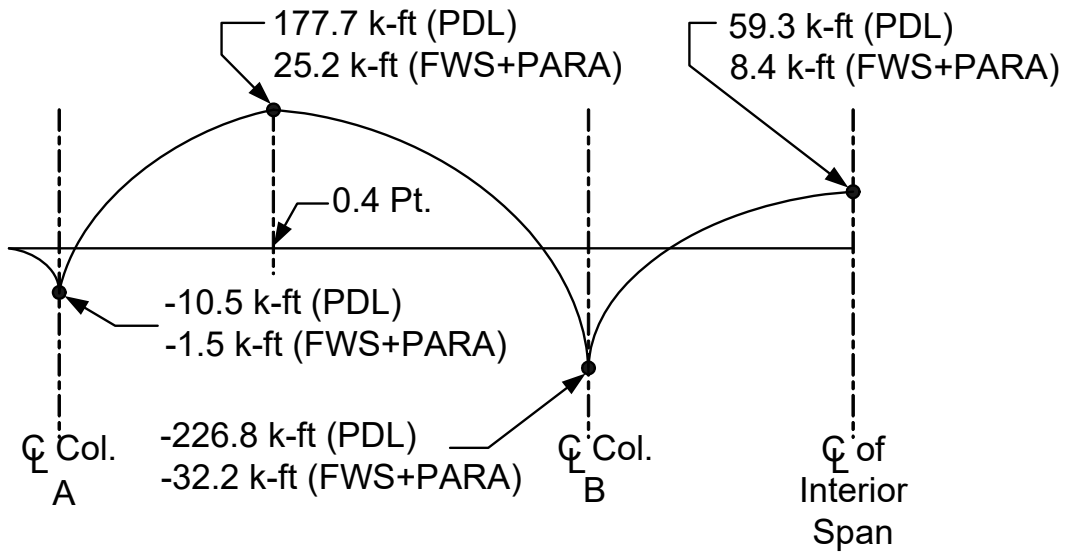 177.7 k-ft (PDL)
25.2 k-ft (FWS+PARA)
59.3 k-ft (PDL)
8.4 k-ft (FWS+PARA)
0.4 Pt.
-10.5 k-ft (PDL)
-1.5 k-ft (FWS+PARA)
-226.8 k-ft (PDL)
-32.2 k-ft (FWS+PARA)
℄ Col.
A
℄ Col.
B
℄ of
Interior
Span